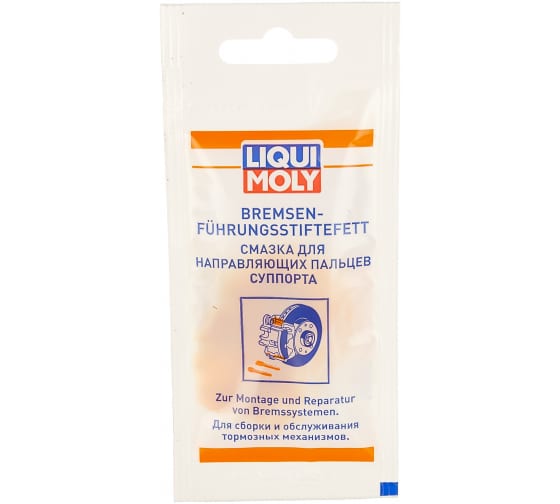 LIQUI
MOLY
BREMSEN-
FÜHRUNGSSTIFTEFETT
СМАЗКА ДЛЯ
НАПРАВЛЯЮЩИХ ПАЛЬЦЕВ
СУППОРТА
Zur Montage und Reparatur
von Bremssystemen.
Для сборки и обслуживания
тормозных механизмов.